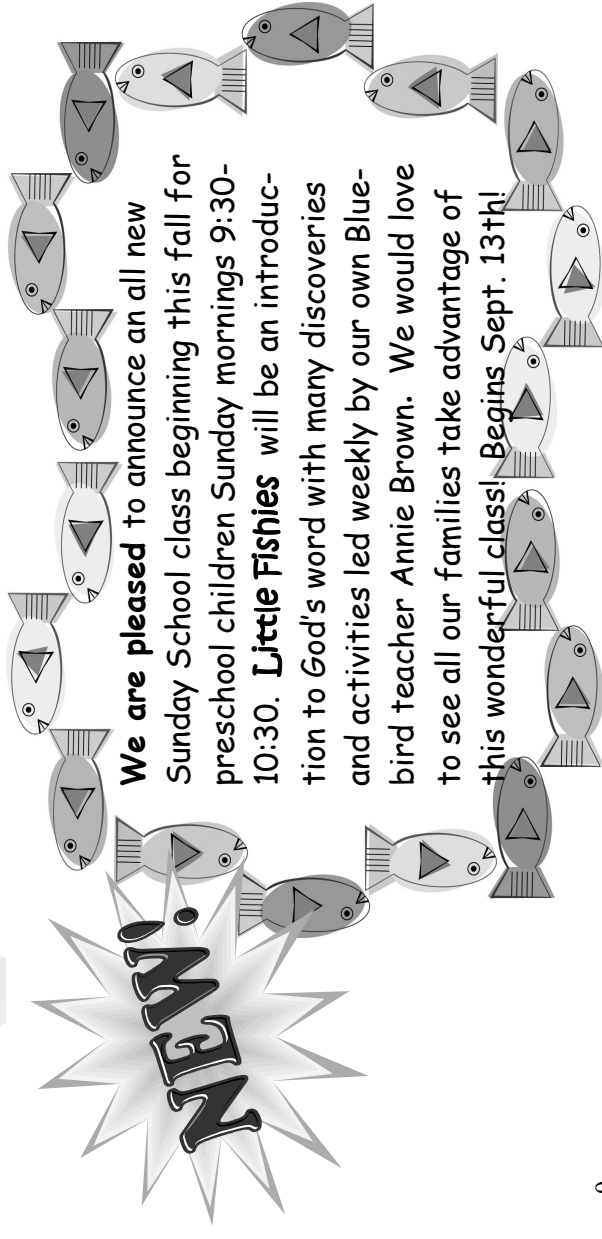 NEW!
We are pleased to announce an all new
Sunday School class beginning this fall for
preschool children Sunday mornings 9:30-
10:30. Little Fishies will be an introduc-
tion to God's word with many discoveries
and activities led weekly by our own Blue-
bird teacher Annie Brown. We would love
to see all our families take advantage of
this wonderful class! Begins Sept. 13th!